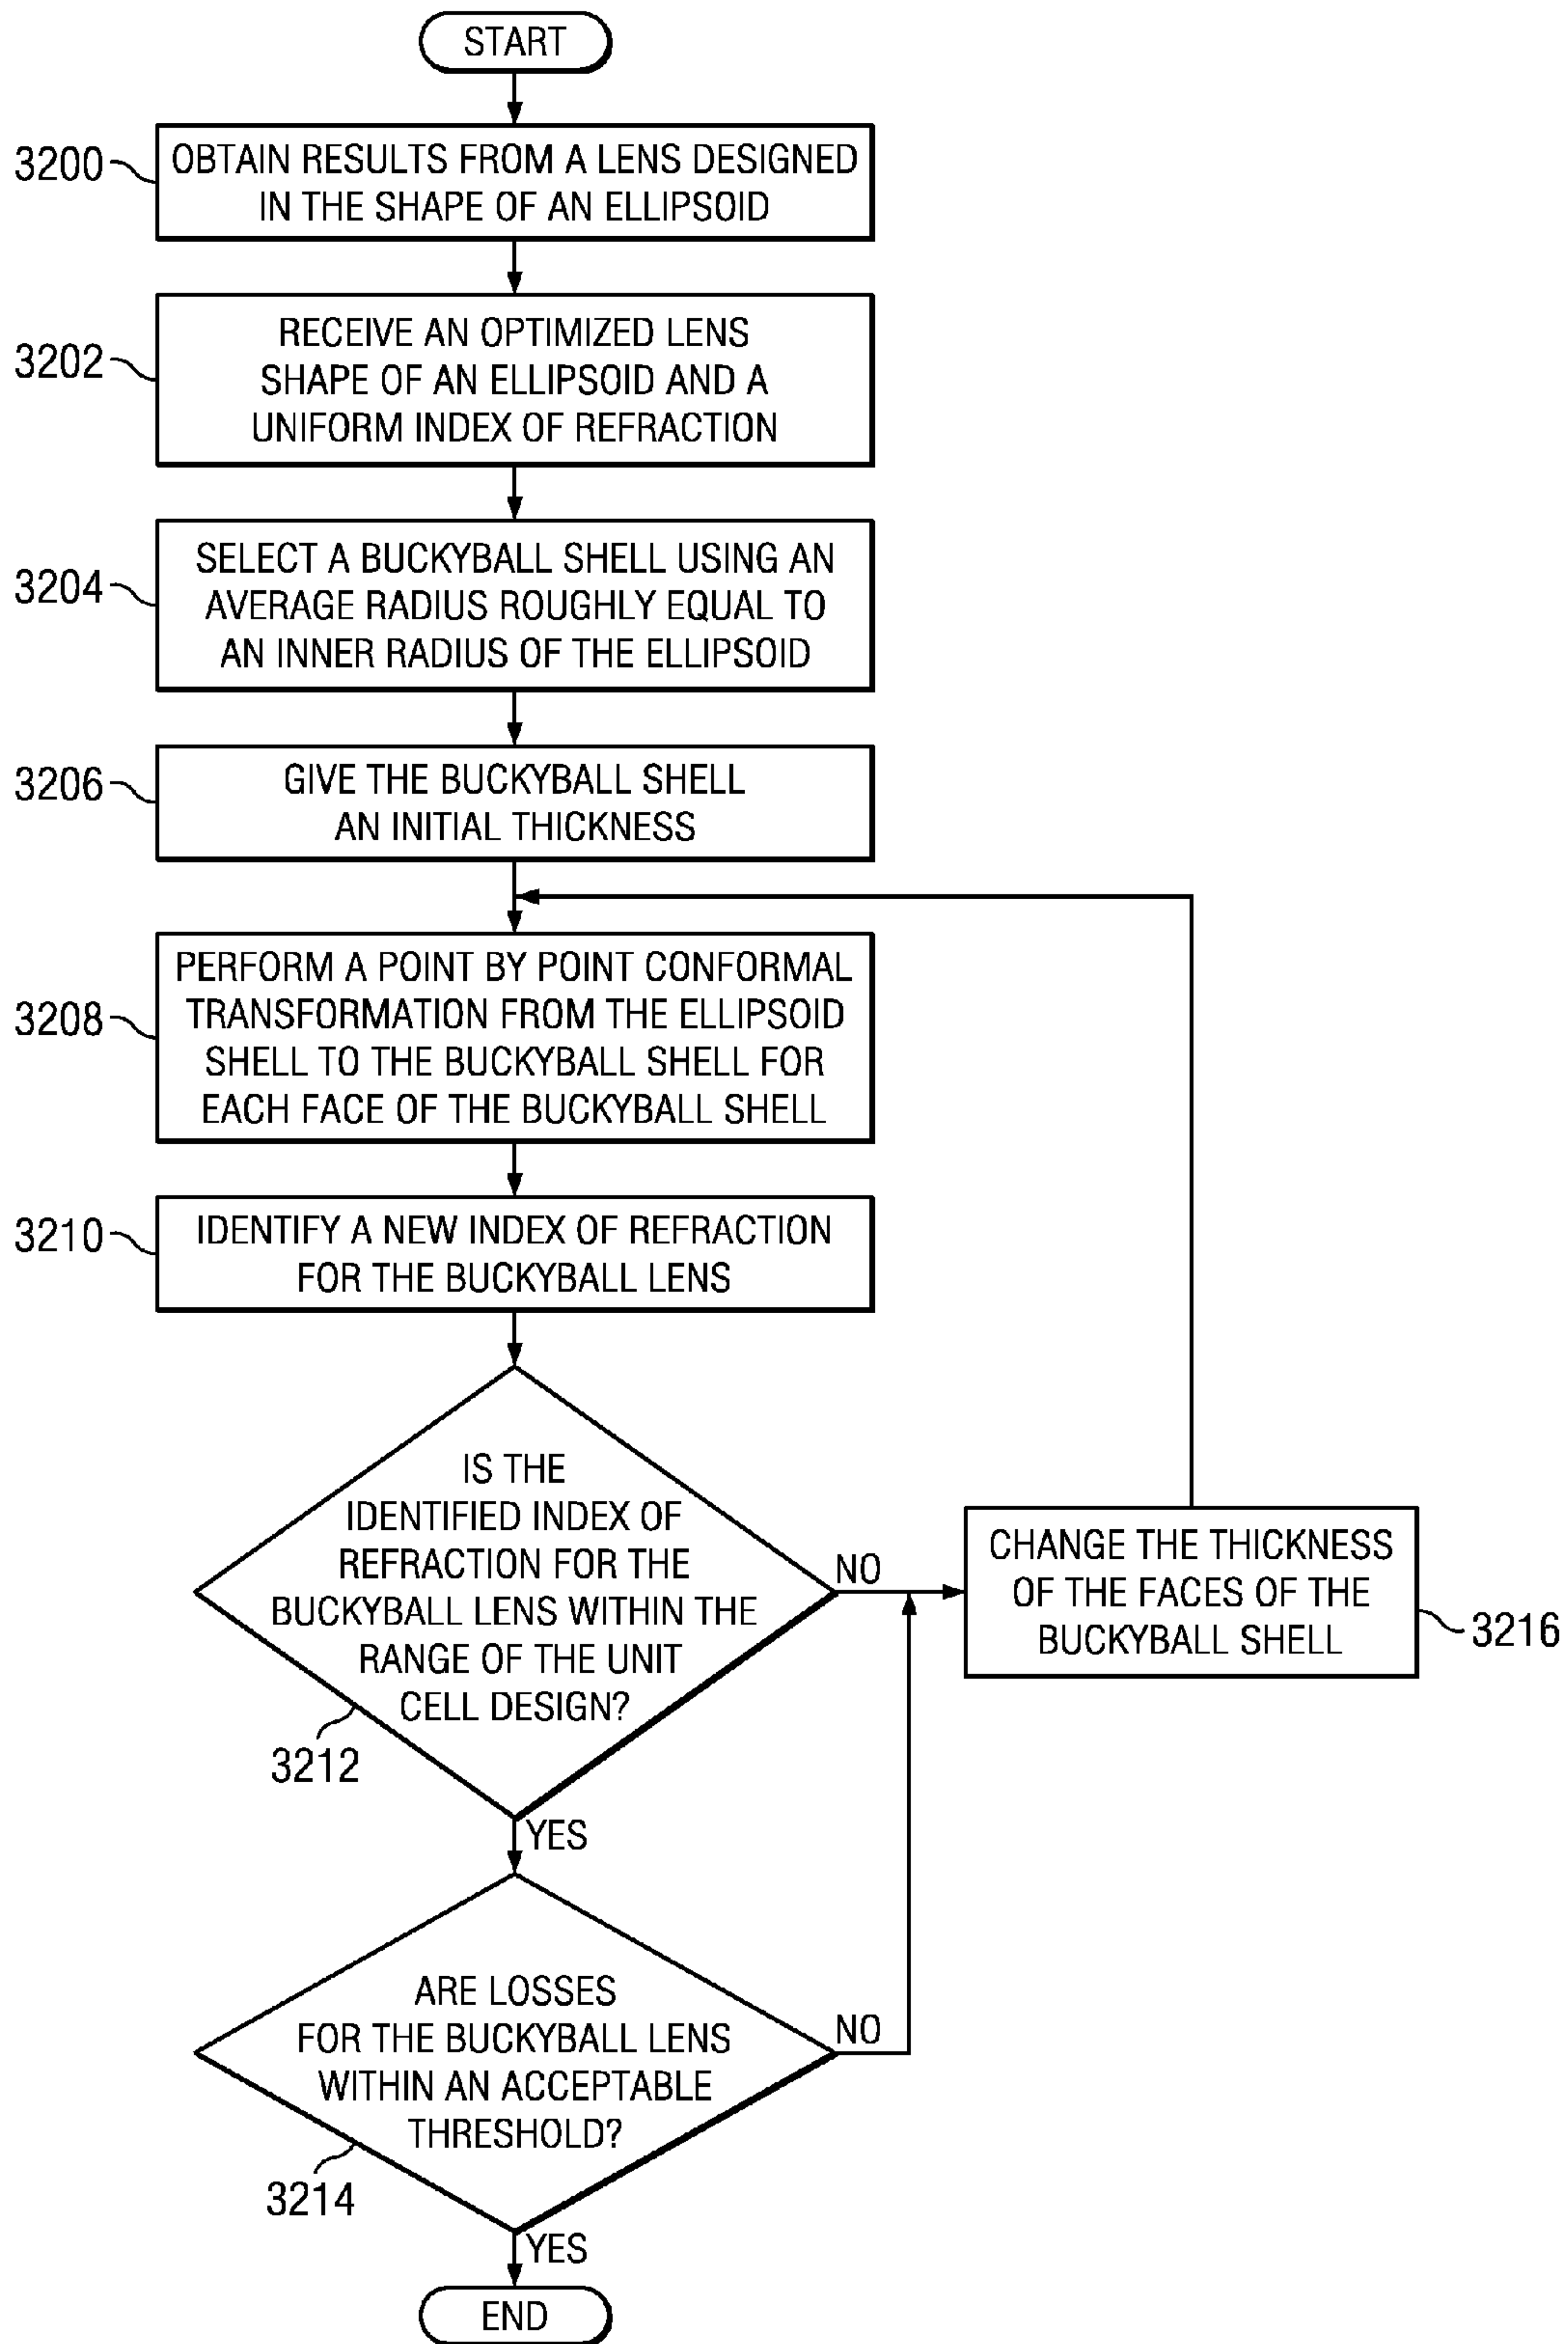 START
3200
OBTAIN RESULTS FROM A LENS DESIGNED
IN THE SHAPE OF AN ELLIPSOID
3202
RECEIVE AN OPTIMIZED LENS
SHAPE OF AN ELLIPSOID AND A
UNIFORM INDEX OF REFRACTION
3204
SELECT A BUCKYBALL SHELL USING AN
AVERAGE RADIUS ROUGHLY EQUAL TO
AN INNER RADIUS OF THE ELLIPSOID
3206
GIVE THE BUCKYBALL SHELL
AN INITIAL THICKNESS
3208
PERFORM A POINT BY POINT CONFORMAL
TRANSFORMATION FROM THE ELLIPSOID
SHELL TO THE BUCKYBALL SHELL FOR
EACH FACE OF THE BUCKYBALL SHELL
3210
IDENTIFY A NEW INDEX OF REFRACTION
FOR THE BUCKYBALL LENS
IS THE
IDENTIFIED INDEX OF
REFRACTION FOR THE
BUCKYBALL LENS WITHIN THE
RANGE OF THE UNIT
CELL DESIGN?
3212
NO
CHANGE THE THICKNESS
OF THE FACES OF THE
BUCKYBALL SHELL
3216
YES
ARE LOSSES
FOR THE BUCKYBALL LENS
WITHIN AN ACCEPTABLE
THRESHOLD?
3214
NO
YES
END